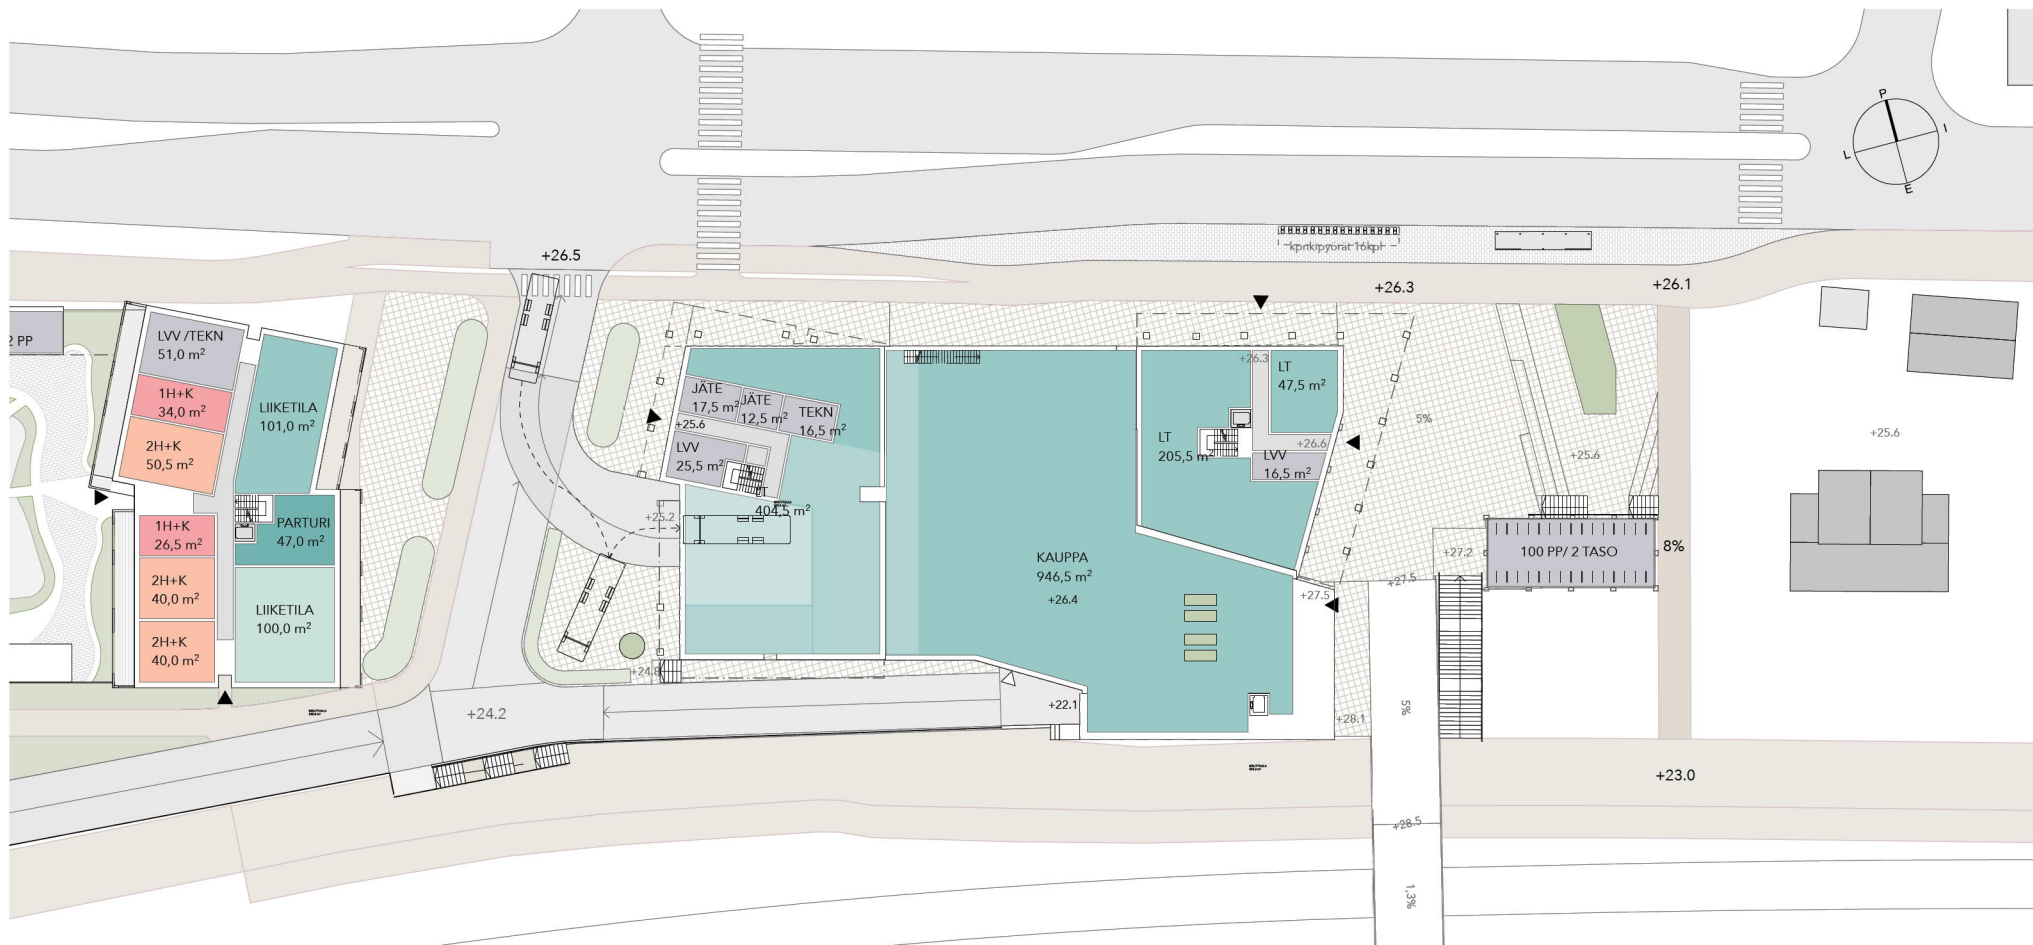 P
I
L
E
kpnkipyörät 16kpl
+26.5
+26.3
+26.1
2 PP
LVV /TEKN
51,0 m²
1H+K
34,0 m²
2H+K
50,5 m²
LIIKETILA
101,0 m²
1H+K
26,5 m²
PARTURI
47,0 m²
2H+K
40,0 m²
2H+K
40,0 m²
LIIKETILA
100,0 m²
JÄTE
17,5 m²
JÄTE
12,5 m²
TEKN
16,5 m²
+25.6
LVV
25,5 m²
LT
404,5 m²
+25.2
+24.8
KAUPPA
946,5 m²
+26.4
+26.3
LT
47,5 m²
LT
205,5 m²
+26.6
LVV
16,5 m²
5%
+25.6
+25.6
+27.2
100 PP/ 2 TASO
8%
+27.5
+27.5
+28.1
5%
+24.2
+22.1
+23.0
+28.5
1,3%